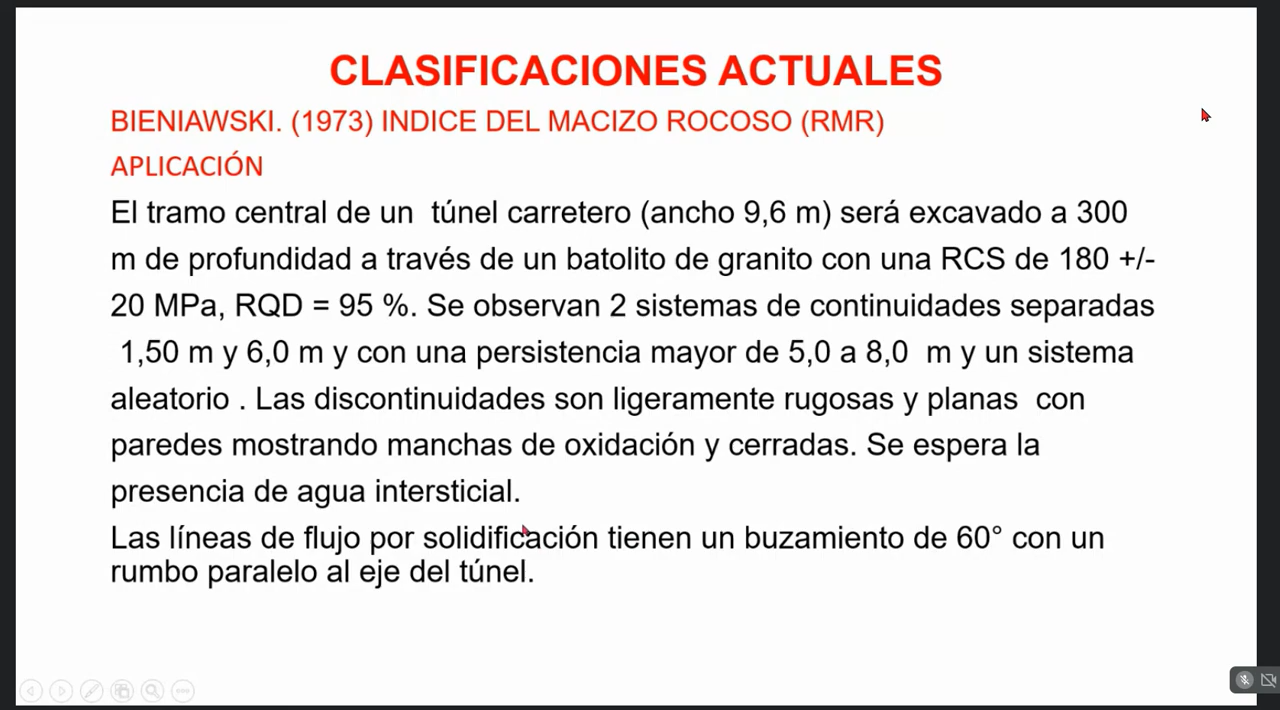 CLASIFICACIONES ACTUALES
BIENIAWSKI. (1973) INDICE DEL MACIZO ROCOSO (RMR)
APLICACIÓN
El tramo central de un túnel carretero (ancho 9,6 m) será excavado a 300
m de profundidad a través de un batolito de granito con una RCS de 180 +/-
20 MPa, RQD = 95 %. Se observan 2 sistemas de continuidades separadas
1,50 m y 6,0 m y con una persistencia mayor de 5,0 a 8,0 m y un sistema
aleatorio . Las discontinuidades son ligeramente rugosas y planas con
paredes mostrando manchas de oxidación y cerradas. Se espera la
presencia de agua intersticial.
Las líneas de flujo por solidificación tienen un buzamiento de 60° con un
rumbo paralelo al eje del túnel.